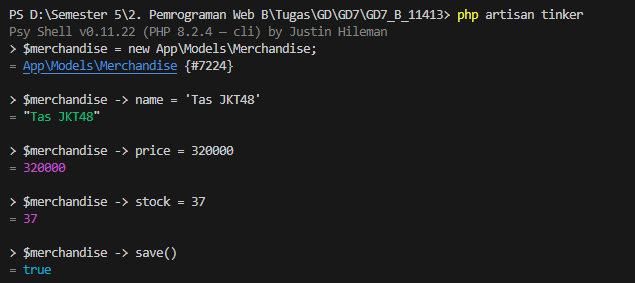 PS D:\Semester 5\2. Pemrograman Web B\Tugas\GD\GD7\GD7_B_11413> php artisan tinker
Psy Shell v0.11.22 (PHP 8.2.4 — cli) by Justin Hileman
> $merchandise = new App\Models\Merchandise;
= App\Models\Merchandise {#7224}
> $merchandise -> name = 'Tas JKT48'
= "Tas JKT48"
> $merchandise -> price = 320000
= 320000
> $merchandise -> stock = 37
= 37
> $merchandise -> save()
= true